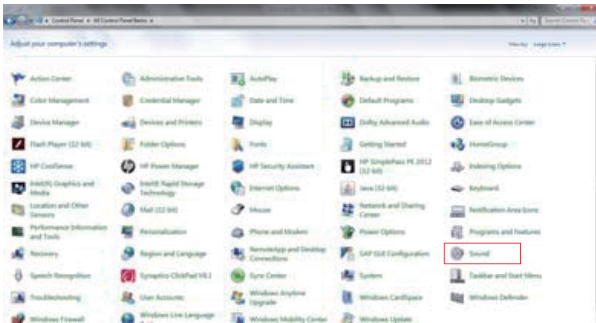 Control Panel ▸ All Control Panel Items ▸
Adjust your computer's settings
View by: Large icons
Action Center
Administrative Tools
AutoPlay
Backup and Restore
Biometric Devices
Color Management
Credential Manager
Date and Time
Default Programs
Desktop Gadgets
Device Manager
Devices and Printers
Display
Dolby Advanced Audio
Ease of Access Center
Flash Player (32-bit)
Folder Options
Fonts
Getting Started
HomeGroup
HP CoolSense
HP Power Manager
HP Security Assistant
HP SimplePass PE 2012
(32-bit)
Indexing Options
Intel(R) Graphics and
Media
Intel® Rapid Storage
Technology
Internet Options
Java (32-bit)
Keyboard
Location and Other
Sensors
Mail (32-bit)
Mouse
Network and Sharing
Center
Notification Area Icons
Performance Information
and Tools
Personalization
Phone and Modem
Power Options
Programs and Features
Recovery
Region and Language
RemoteApp and Desktop
Connections
SAP GUI Configuration
Sound
Speech Recognition
Synaptics ClickPad V8.1
Sync Center
System
Taskbar and Start Menu
Troubleshooting
User Accounts
Windows Anytime
Upgrade
Windows CardSpace
Windows Defender
Windows Firewall
Windows Live Language
Windows Mobility Center
Windows Update